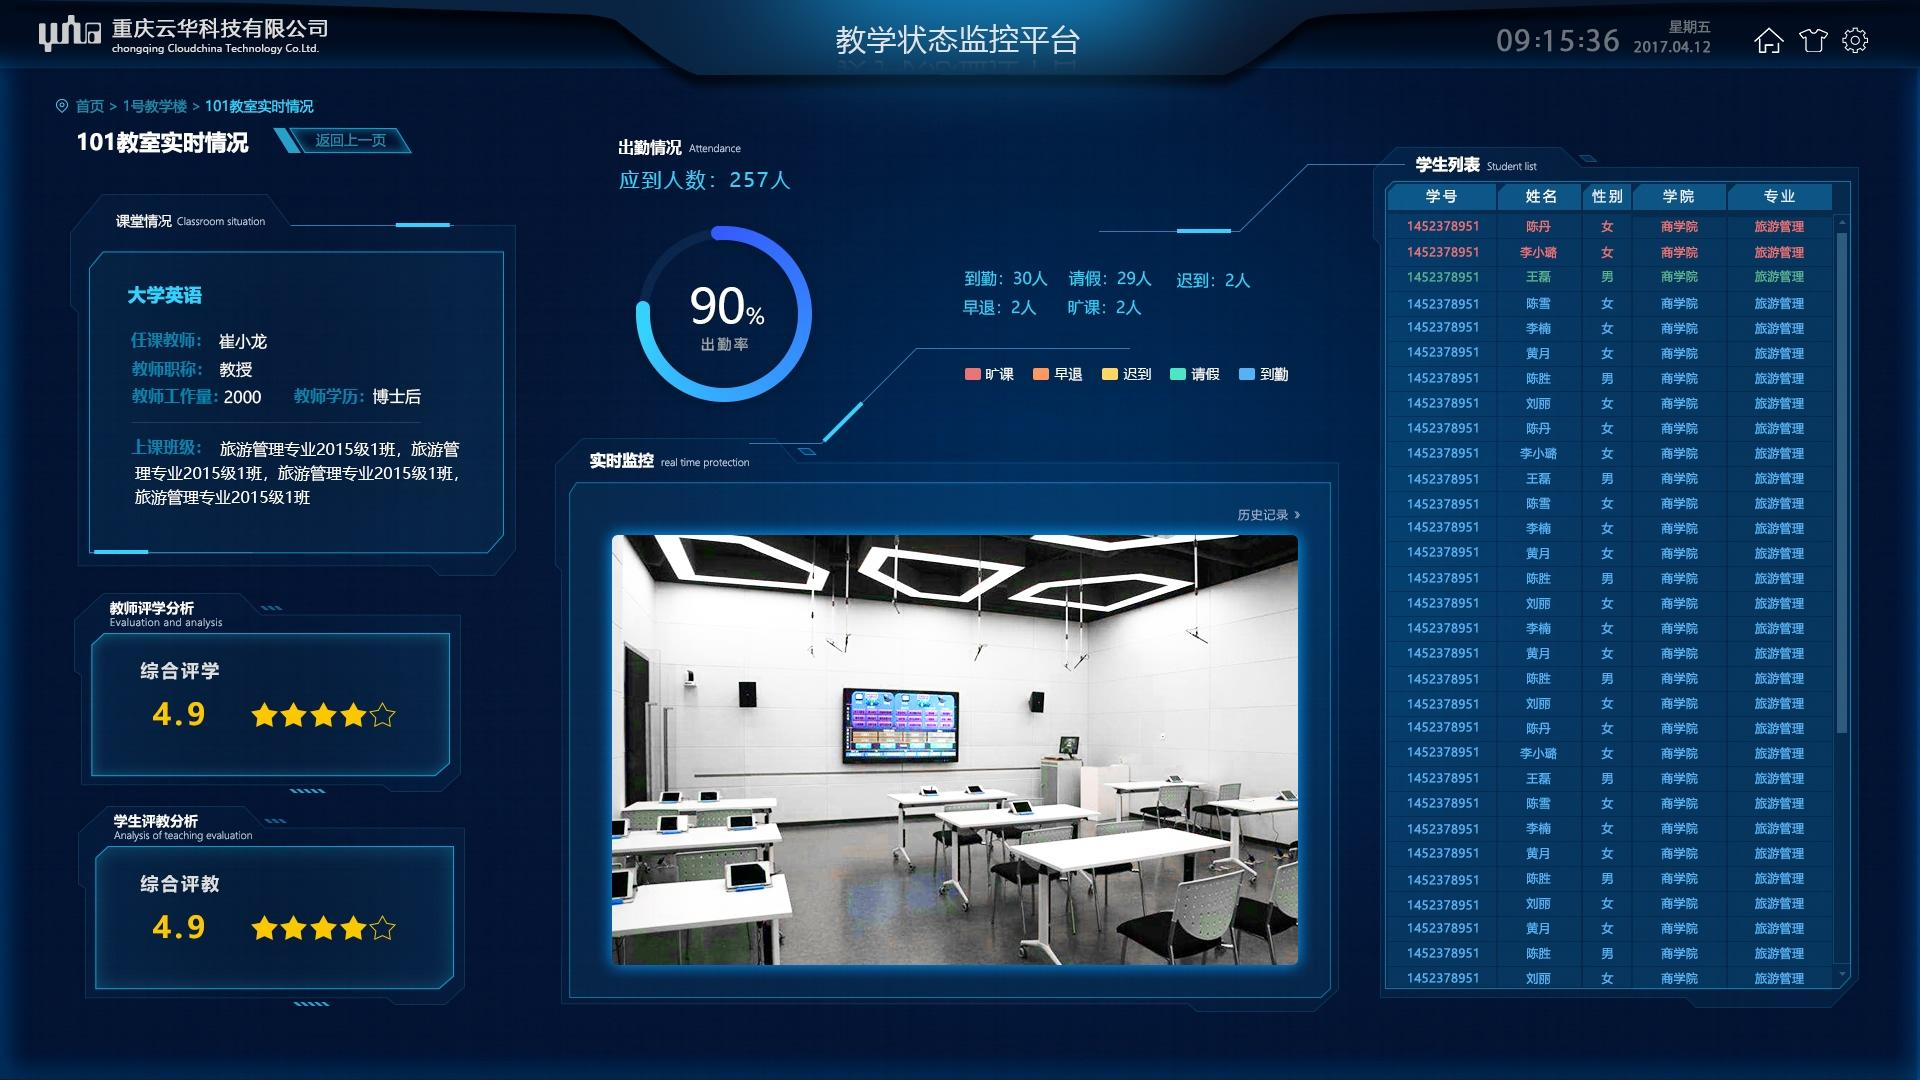 重庆云华科技有限公司
chongqing Cloudchina Technology Co.Ltd.
教学状态监控平台
09:15:36
星期五
2017.04.12
首页 > 1号教学楼 > 101教室实时情况
101教室实时情况
返回上一页
课堂情况 Classroom situation
大学英语
任课教师： 崔小龙
教师职称： 教授
教师工作量：2000 教师学历：博士后
上课班级： 旅游管理专业2015级1班，旅游管
理专业2015级1班，旅游管理专业2015级1班，
旅游管理专业2015级1班
教师评学分析
Evaluation and analysis
综合评学
4.9
学生评教分析
Analysis of teaching evaluation
综合评教
4.9
出勤情况 Attendance
应到人数：257人
90%
出勤率
到勤：30人 请假：29人 迟到：2人
早退：2人 旷课：2人
旷课 早退 迟到 请假 到勤
实时监控 real time protection
历史记录 »
学生列表 Student list
学号 姓名 性别 学院 专业
1452378951 陈丹 女 商学院 旅游管理
1452378951 李小璐 女 商学院 旅游管理
1452378951 王磊 男 商学院 旅游管理
1452378951 陈雪 女 商学院 旅游管理
1452378951 李楠 女 商学院 旅游管理
1452378951 黄月 女 商学院 旅游管理
1452378951 陈胜 男 商学院 旅游管理
1452378951 刘丽 女 商学院 旅游管理
1452378951 陈丹 女 商学院 旅游管理
1452378951 李小璐 女 商学院 旅游管理
1452378951 王磊 男 商学院 旅游管理
1452378951 陈雪 女 商学院 旅游管理
1452378951 李楠 女 商学院 旅游管理
1452378951 黄月 女 商学院 旅游管理
1452378951 陈胜 男 商学院 旅游管理
1452378951 刘丽 女 商学院 旅游管理
1452378951 李楠 女 商学院 旅游管理
1452378951 黄月 女 商学院 旅游管理
1452378951 陈胜 男 商学院 旅游管理
1452378951 刘丽 女 商学院 旅游管理
1452378951 陈丹 女 商学院 旅游管理
1452378951 李小璐 女 商学院 旅游管理
1452378951 王磊 男 商学院 旅游管理
1452378951 陈雪 女 商学院 旅游管理
1452378951 李楠 女 商学院 旅游管理
1452378951 黄月 女 商学院 旅游管理
1452378951 陈胜 男 商学院 旅游管理
1452378951 刘丽 女 商学院 旅游管理
1452378951 黄月 女 商学院 旅游管理
1452378951 陈胜 男 商学院 旅游管理
1452378951 刘丽 女 商学院 旅游管理